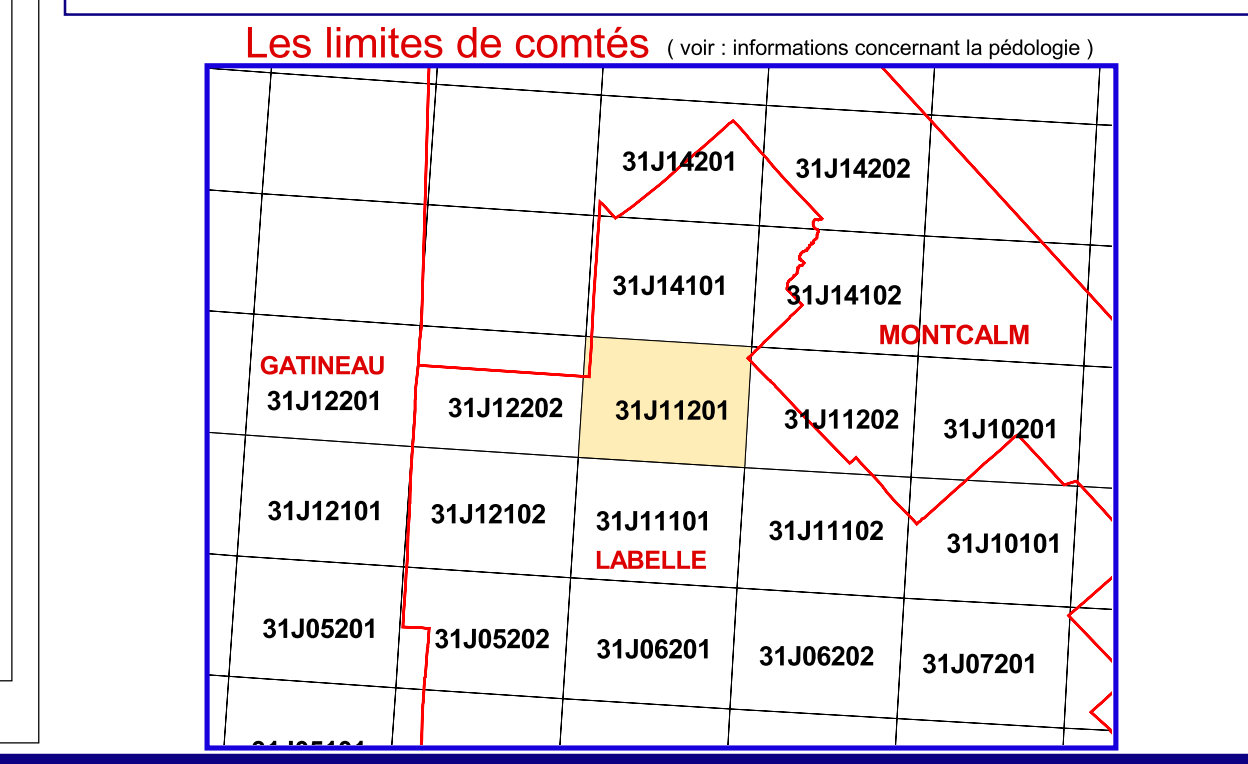 Les limites de comtés ( voir : informations concernant la pédologie )
31J14201
31J14202
31J14101
31J14102
MONTCALM
GATINEAU
31J12201
31J12202
31J11201
31J11202
31J10201
31J12101
31J12102
31J11101
LABELLE
31J11102
31J10101
31J05201
31J05202
31J06201
31J06202
31J07201